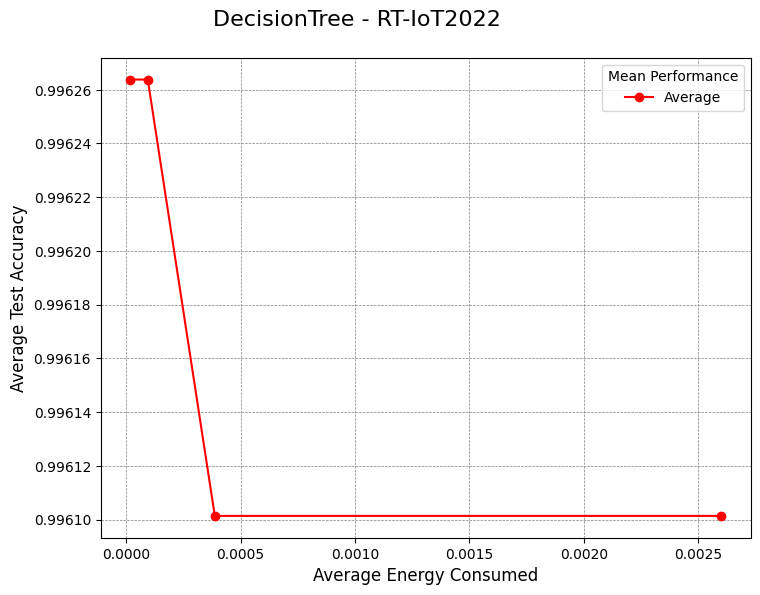 DecisionTree - RT-IoT2022
Mean Performance
Average
0.99626
0.99624
0.99622
0.99620
0.99618
0.99616
0.99614
0.99612
0.99610
Average Test Accuracy
0.0000 0.0005 0.0010 0.0015 0.0020 0.0025
Average Energy Consumed